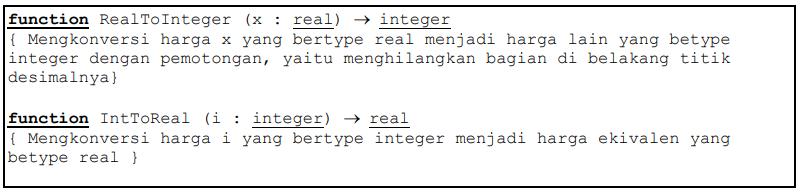 function RealToInteger (x : real) → integer
{ Mengkonversi harga x yang bertype real menjadi harga lain yang betype
integer dengan pemotongan, yaitu menghilangkan bagian di belakang titik
desimalnya}
function IntToReal (i : integer) → real
{ Mengkonversi harga i yang bertype integer menjadi harga ekivalen yang
betype real }